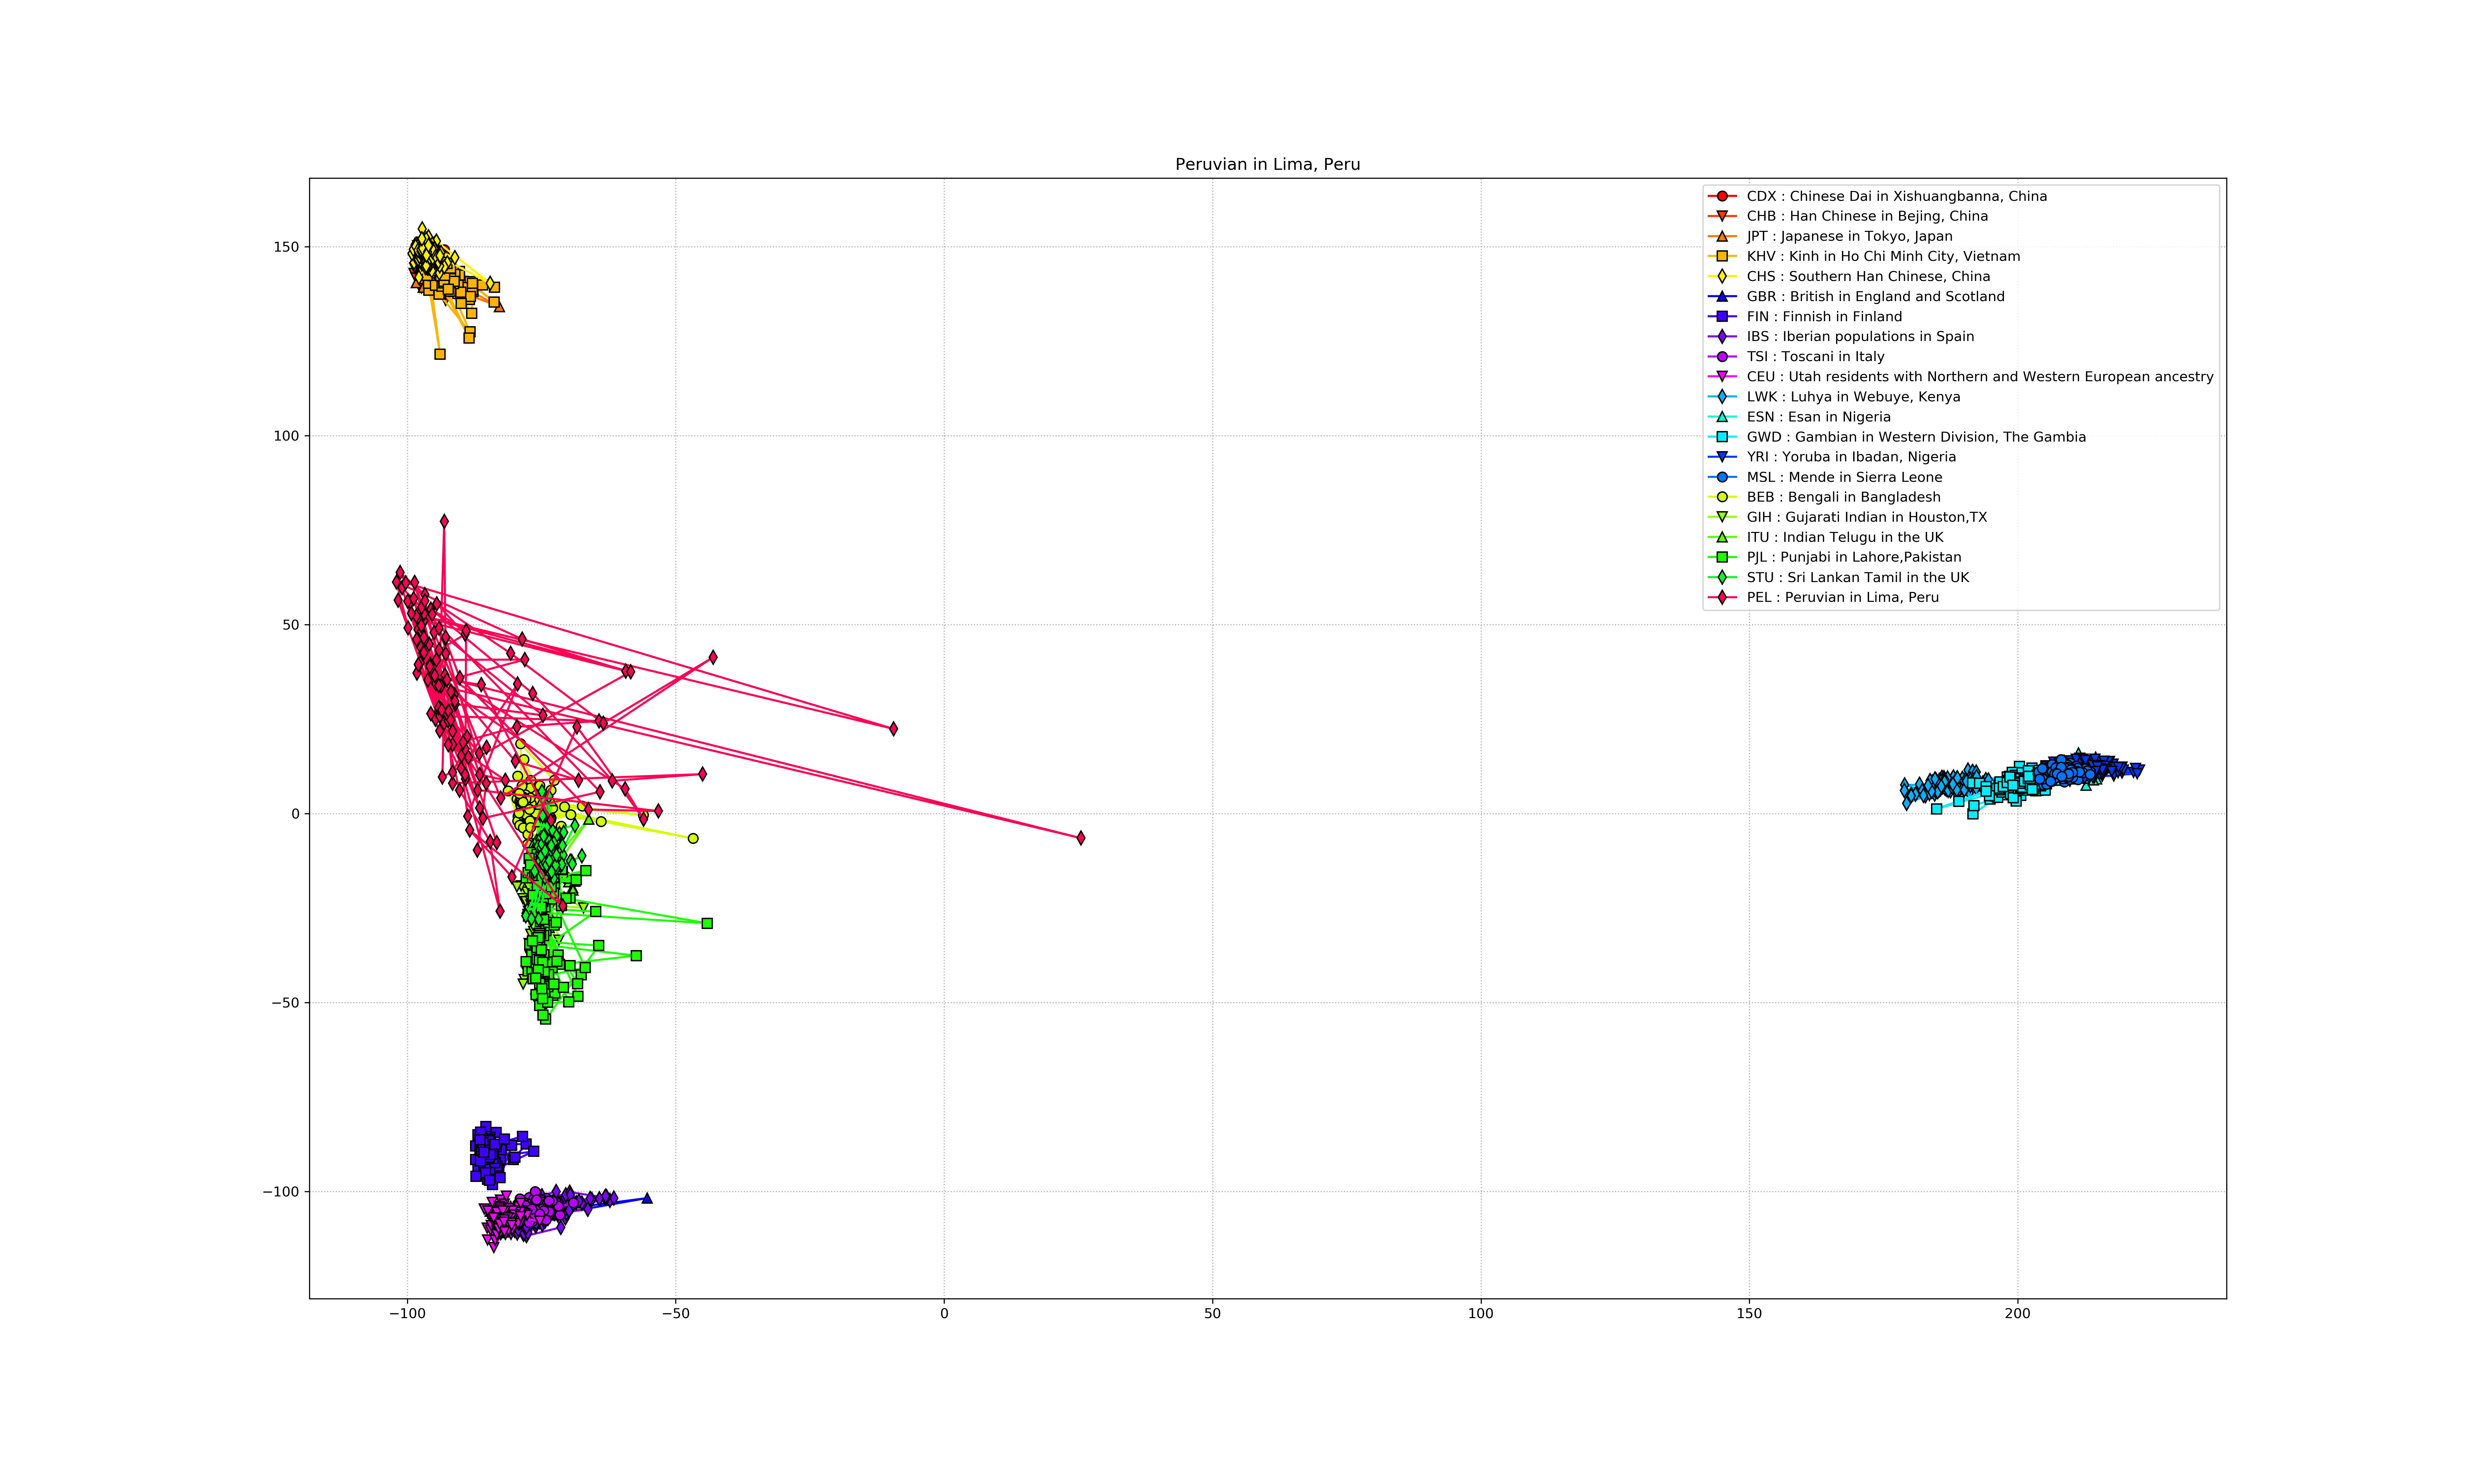 Peruvian in Lima, Peru
CDX : Chinese Dai in Xishuangbanna, China
CHB : Han Chinese in Bejing, China
JPT : Japanese in Tokyo, Japan
KHV : Kinh in Ho Chi Minh City, Vietnam
CHS : Southern Han Chinese, China
GBR : British in England and Scotland
FIN : Finnish in Finland
IBS : Iberian populations in Spain
TSI : Toscani in Italy
CEU : Utah residents with Northern and Western European ancestry
LWK : Luhya in Webuye, Kenya
ESN : Esan in Nigeria
GWD : Gambian in Western Division, The Gambia
YRI : Yoruba in Ibadan, Nigeria
MSL : Mende in Sierra Leone
BEB : Bengali in Bangladesh
GIH : Gujarati Indian in Houston,TX
ITU : Indian Telugu in the UK
PJL : Punjabi in Lahore,Pakistan
STU : Sri Lankan Tamil in the UK
PEL : Peruvian in Lima, Peru
150
100
50
0
−50
−100
−100 −50 0 50 100 150 200